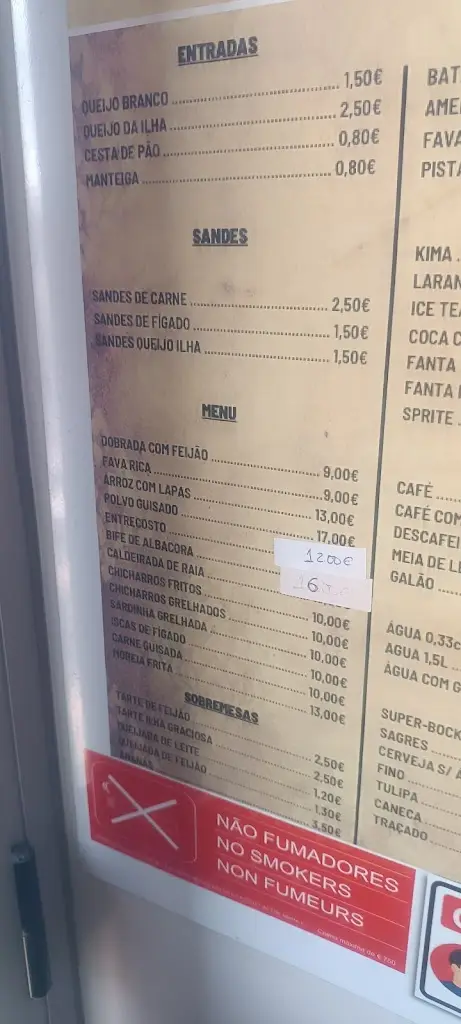 ENTRADAS
QUEIJO BRANCO 1,50€
QUEIJO DA ILHA 2,50€
CESTA DE PÃO 0,80€
MANTEIGA 0,80€
SANDES
SANDES DE CARNE 2,50€
SANDES DE FÍGADO 1,50€
SANDES QUEIJO ILHA 1,50€
MENU
DOBRADA COM FEIJÃO 9,00€
FAVA RICA 9,00€
ARROZ COM LAPAS 13,00€
POLVO GUISADO 17,00€
ENTRECOSTO 12 00€
BIFE DE ALBACORA 16
CALDEIRADA DE RAIA 10,00€
CHICHARROS FRITOS 10,00€
CHICHARROS GRELHADOS 10,00€
SARDINHA GRELHADA 10,00€
ISCAS DE FÍGADO 10,00€
CARNE GUISADA 10,00€
MOREIA FRITA 13,00€
SOBREMESAS
TARTE DE FEIJÃO 2,50€
TARTE ILHA GRACIOSA 2,50€
QUEIJADA DE LEITE 1,20€
QUEIJADA DE FEIJÃO 1,30€
ANANÁS 3,50€
BAT
AME
FAVA
PISTA
KIMA
LARAN
ICE TE
COCA C
FANTA
FANTA
SPRITE
CAFÉ
CAFÉ COM
DESCAFEI
MEIA DE LE
GALÃO
ÁGUA 0,33c
ÁGUA 1,5L
ÁGUA COM G
SUPER-BOCK
SAGRES
CERVEJA S/
FINO
TULIPA
CANECA
TRAÇADO
NÃO FUMADORES
NO SMOKERS
NON FUMEURS